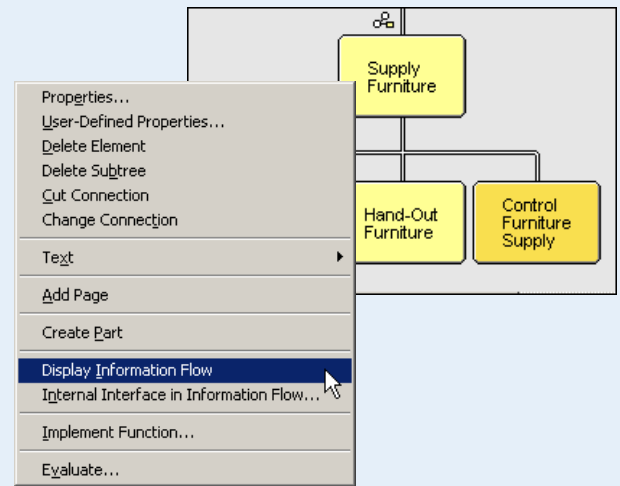 Supply
Furniture
Hand-Out
Furniture
Control
Furniture
Supply
Properties...
User-Defined Properties...
Delete Element
Delete Subtree
Cut Connection
Change Connection
Text
Add Page
Create Part
Display Information Flow
Internal Interface in Information Flow...
Implement Function...
Evaluate...